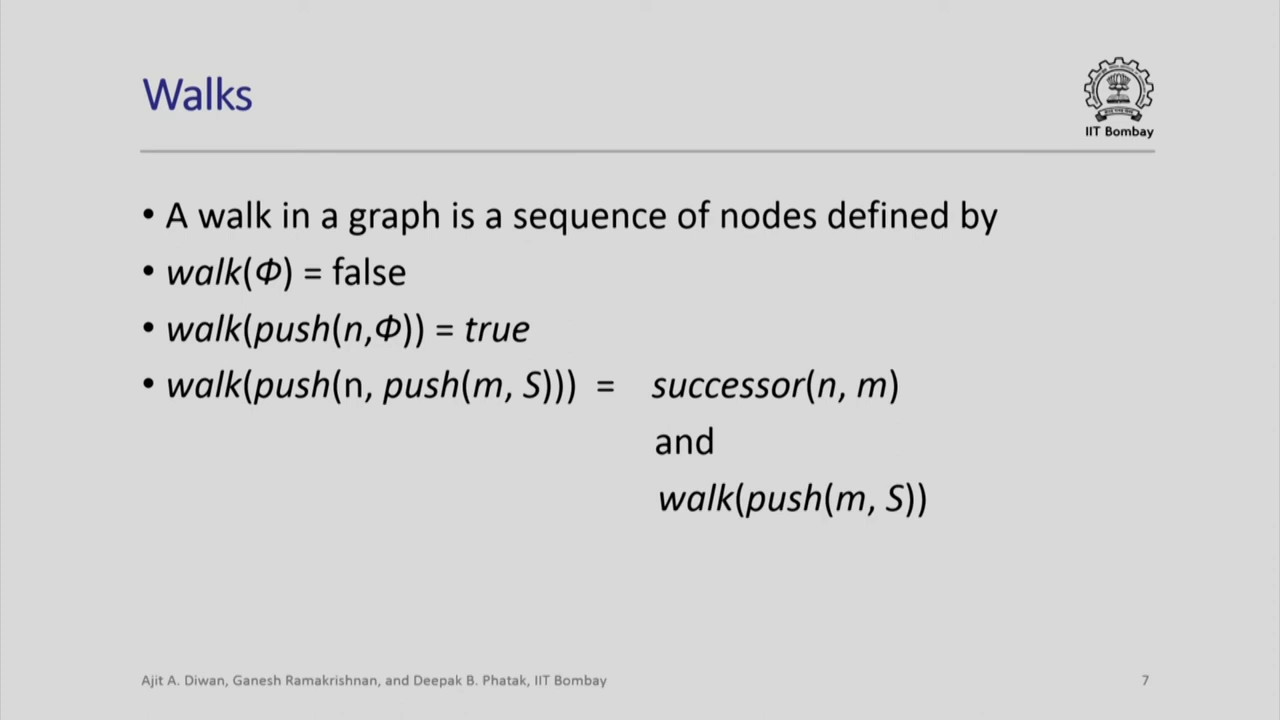 Walks
IIT Bombay
• A walk in a graph is a sequence of nodes defined by
• walk(Φ) = false
• walk(push(n,Φ)) = true
• walk(push(n, push(m, S))) = successor(n, m)
and
walk(push(m, S))
Ajit A. Diwan, Ganesh Ramakrishnan, and Deepak B. Phatak, IIT Bombay
7